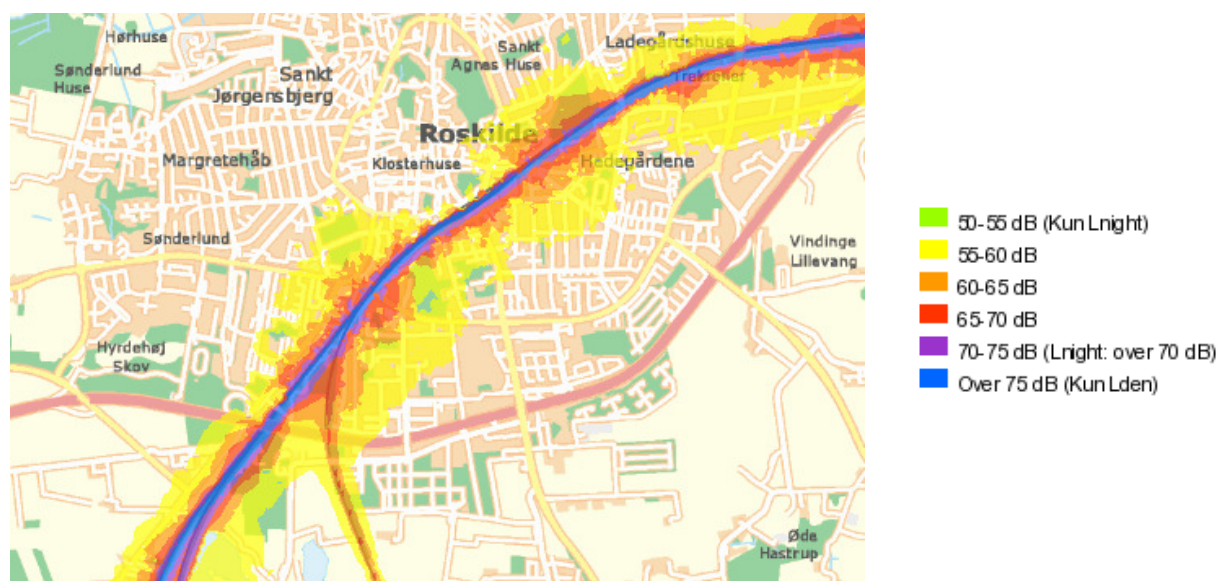 Hørhuse
Sønderlund
Huse
Sankt
Jørgensbjerg
Sankt
Agnes Huse
Ladegårdshuse
Trekroner
Roskilde
Margretehåb
Klosterhuse
Hedegårdene
Sønderlund
Vindinge
Lillevang
Hyrdehøj
Skov
Øde
Hastrup
50-55 dB (Kun Lnight)
55-60 dB
60-65 dB
65-70 dB
70-75 dB (Lnight: over 70 dB)
Over 75 dB (Kun Lden)